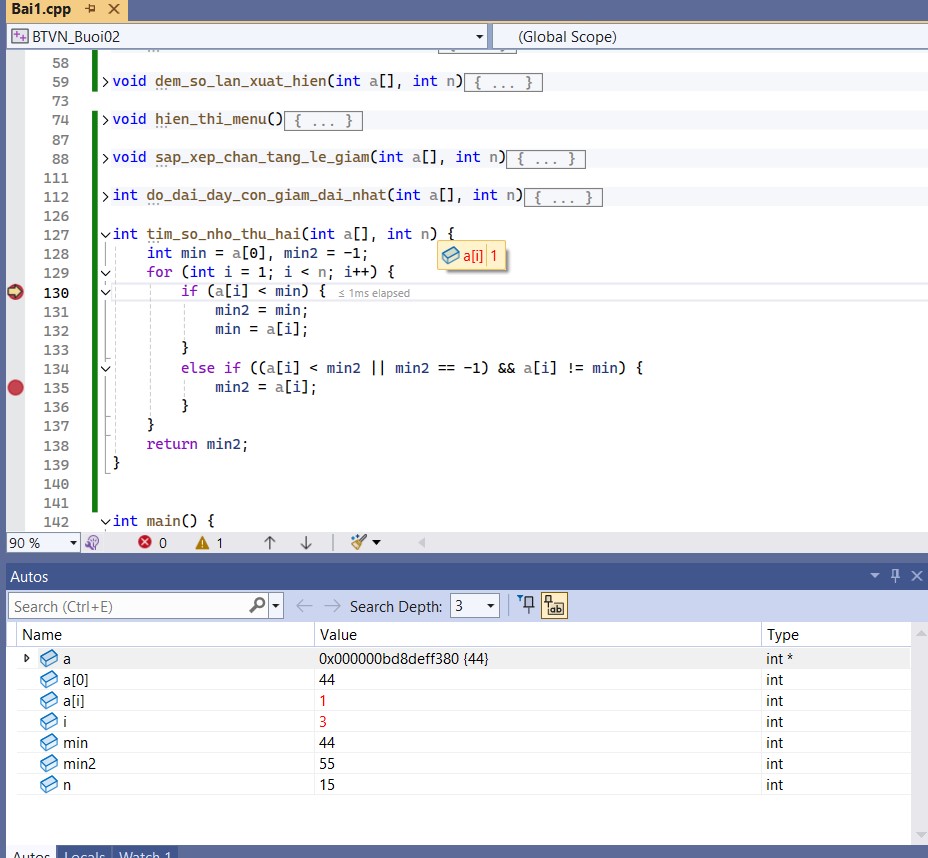 Bai1.cpp
BTVN_Buoi02 (Global Scope)
58
59 void dem_so_lan_xuat_hien(int a[], int n) { ... }
73
74 void hien_thi_menu() { ... }
87
88 void sap_xep_chan_tang_le_giam(int a[], int n) { ... }
111
112 int do_dai_day_con_giam_dai_nhat(int a[], int n) { ... }
126
127 int tim_so_nho_thu_hai(int a[], int n) {
128 int min = a[0], min2 = -1;
a[i] 1
129 for (int i = 1; i < n; i++) {
130 if (a[i] < min) { ≤ 1ms elapsed
131 min2 = min;
132 min = a[i];
133 }
134 else if ((a[i] < min2 || min2 == -1) && a[i] != min) {
135 min2 = a[i];
136 }
137 }
138 return min2;
139 }
140
141
142 int main() {
90 % 0 1
Autos
Search (Ctrl+E) Search Depth: 3
Name Value Type
a 0x000000bd8deff380 {44} int *
a[0] 44 int
a[i] 1 int
i 3 int
min 44 int
min2 55 int
n 15 int
Autos Locals Watch 1